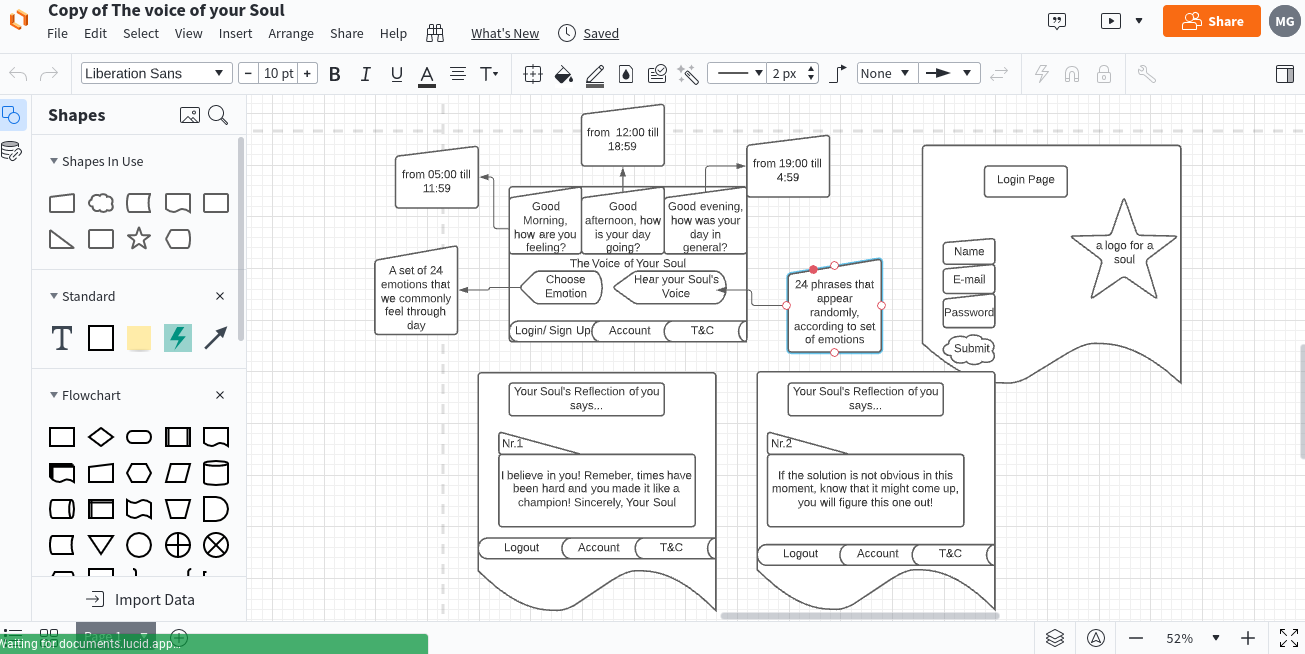 Copy of The voice of your Soul
File Edit Select View Insert Arrange Share Help What's New Saved
Share
MG
Liberation Sans
10 pt
B I U A T
2 px
None
Shapes
Shapes In Use
Standard
T
Flowchart
Import Data
from 12:00 till
18:59
from 05:00 till
11:59
from 19:00 till
4:59
Good
Morning,
how are you
feeling?
Good
afternoon, how
is your day
going?
Good evening,
how was your
day in
general?
The Voice of Your Soul
Choose
Emotion
Hear your Soul's
Voice
Login/ Sign Up
Account
T&C
A set of 24
emotions that
we commonly
feel through
day
24 phrases that
appear
randomly,
according to set
of emotions
Login Page
a logo for a
soul
Name
E-mail
Password
Submit
Your Soul's Reflection of you
says...
Nr.1
I believe in you! Remeber, times have
been hard and you made it like a
champion! Sincerely, Your Soul
Logout
Account
T&C
Your Soul's Reflection of you
says...
Nr.2
If the solution is not obvious in this
moment, know that it might come up,
you will figure this one out!
Logout
Account
T&C
Page 1
Waiting for documents.lucid.app...
52%